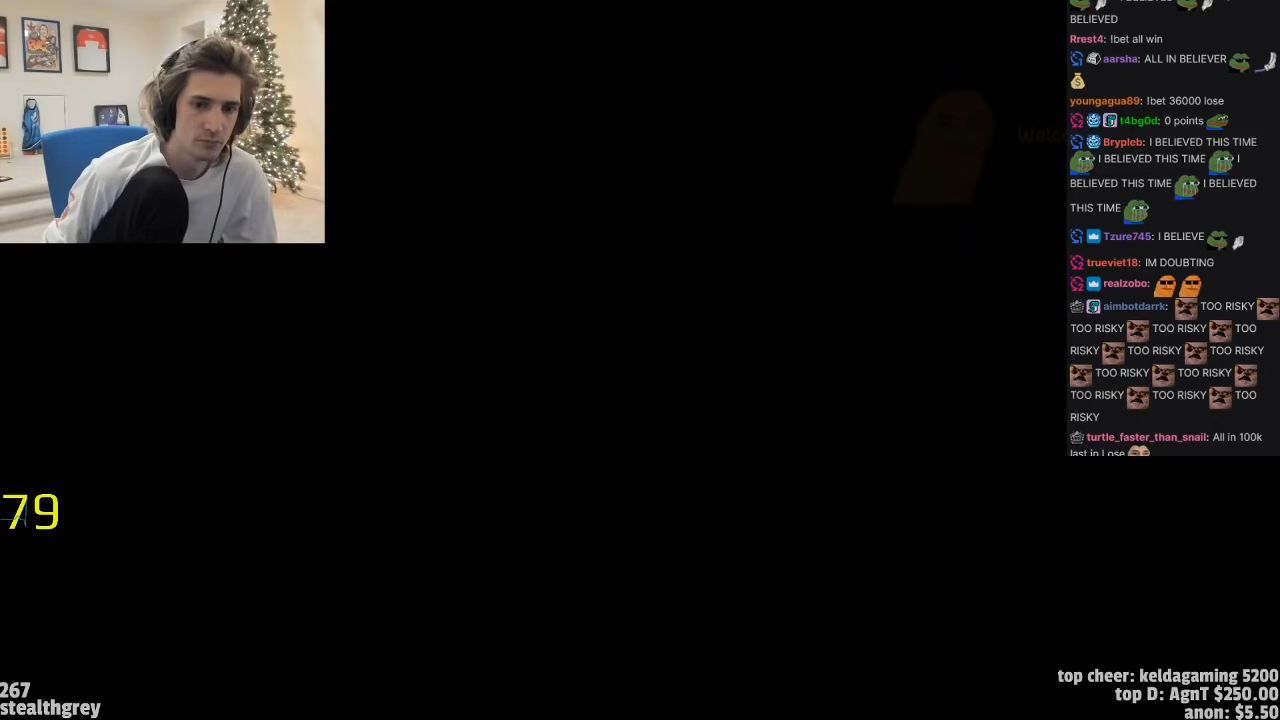 I BELIEVED
BELIEVED
Rrest4: !bet all win
aarsha: ALL IN BELIEVER
youngagua89: !bet 36000 lose
t4bg0d: 0 points
Brypleb: I BELIEVED THIS TIME
I BELIEVED THIS TIME I
BELIEVED THIS TIME I BELIEVED
THIS TIME
Tzure745: I BELIEVE
trueviet18: IM DOUBTING
realzobo:
aimbotdarrk: TOO RISKY
TOO RISKY TOO RISKY TOO
RISKY TOO RISKY TOO RISKY
TOO RISKY TOO RISKY
TOO RISKY TOO RISKY TOO
RISKY
turtle_faster_than_snail: All in 100k
last in Lose
79
267
stealthgrey
top cheer: keldagaming 5200
top D: AgnT $250.00
anon: $5.50